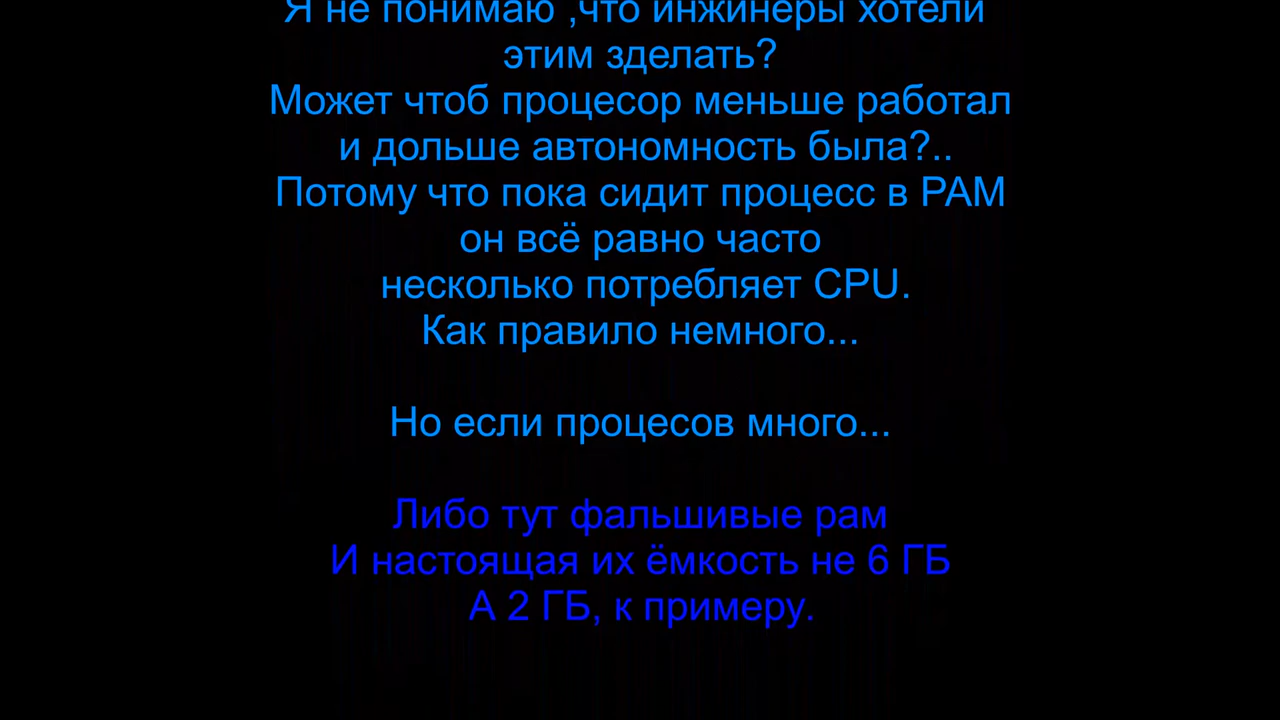 Я не понимаю ,что инжинеры хотели
этим зделать?
Может чтоб процесор меньше работал
и дольше автономность была?..
Потому что пока сидит процесс в РАМ
он всё равно часто
несколько потребляет CPU.
Как правило немного...
Но если процесов много...
Либо тут фальшивые рам
И настоящая их ёмкость не 6 ГБ
А 2 ГБ, к примеру.